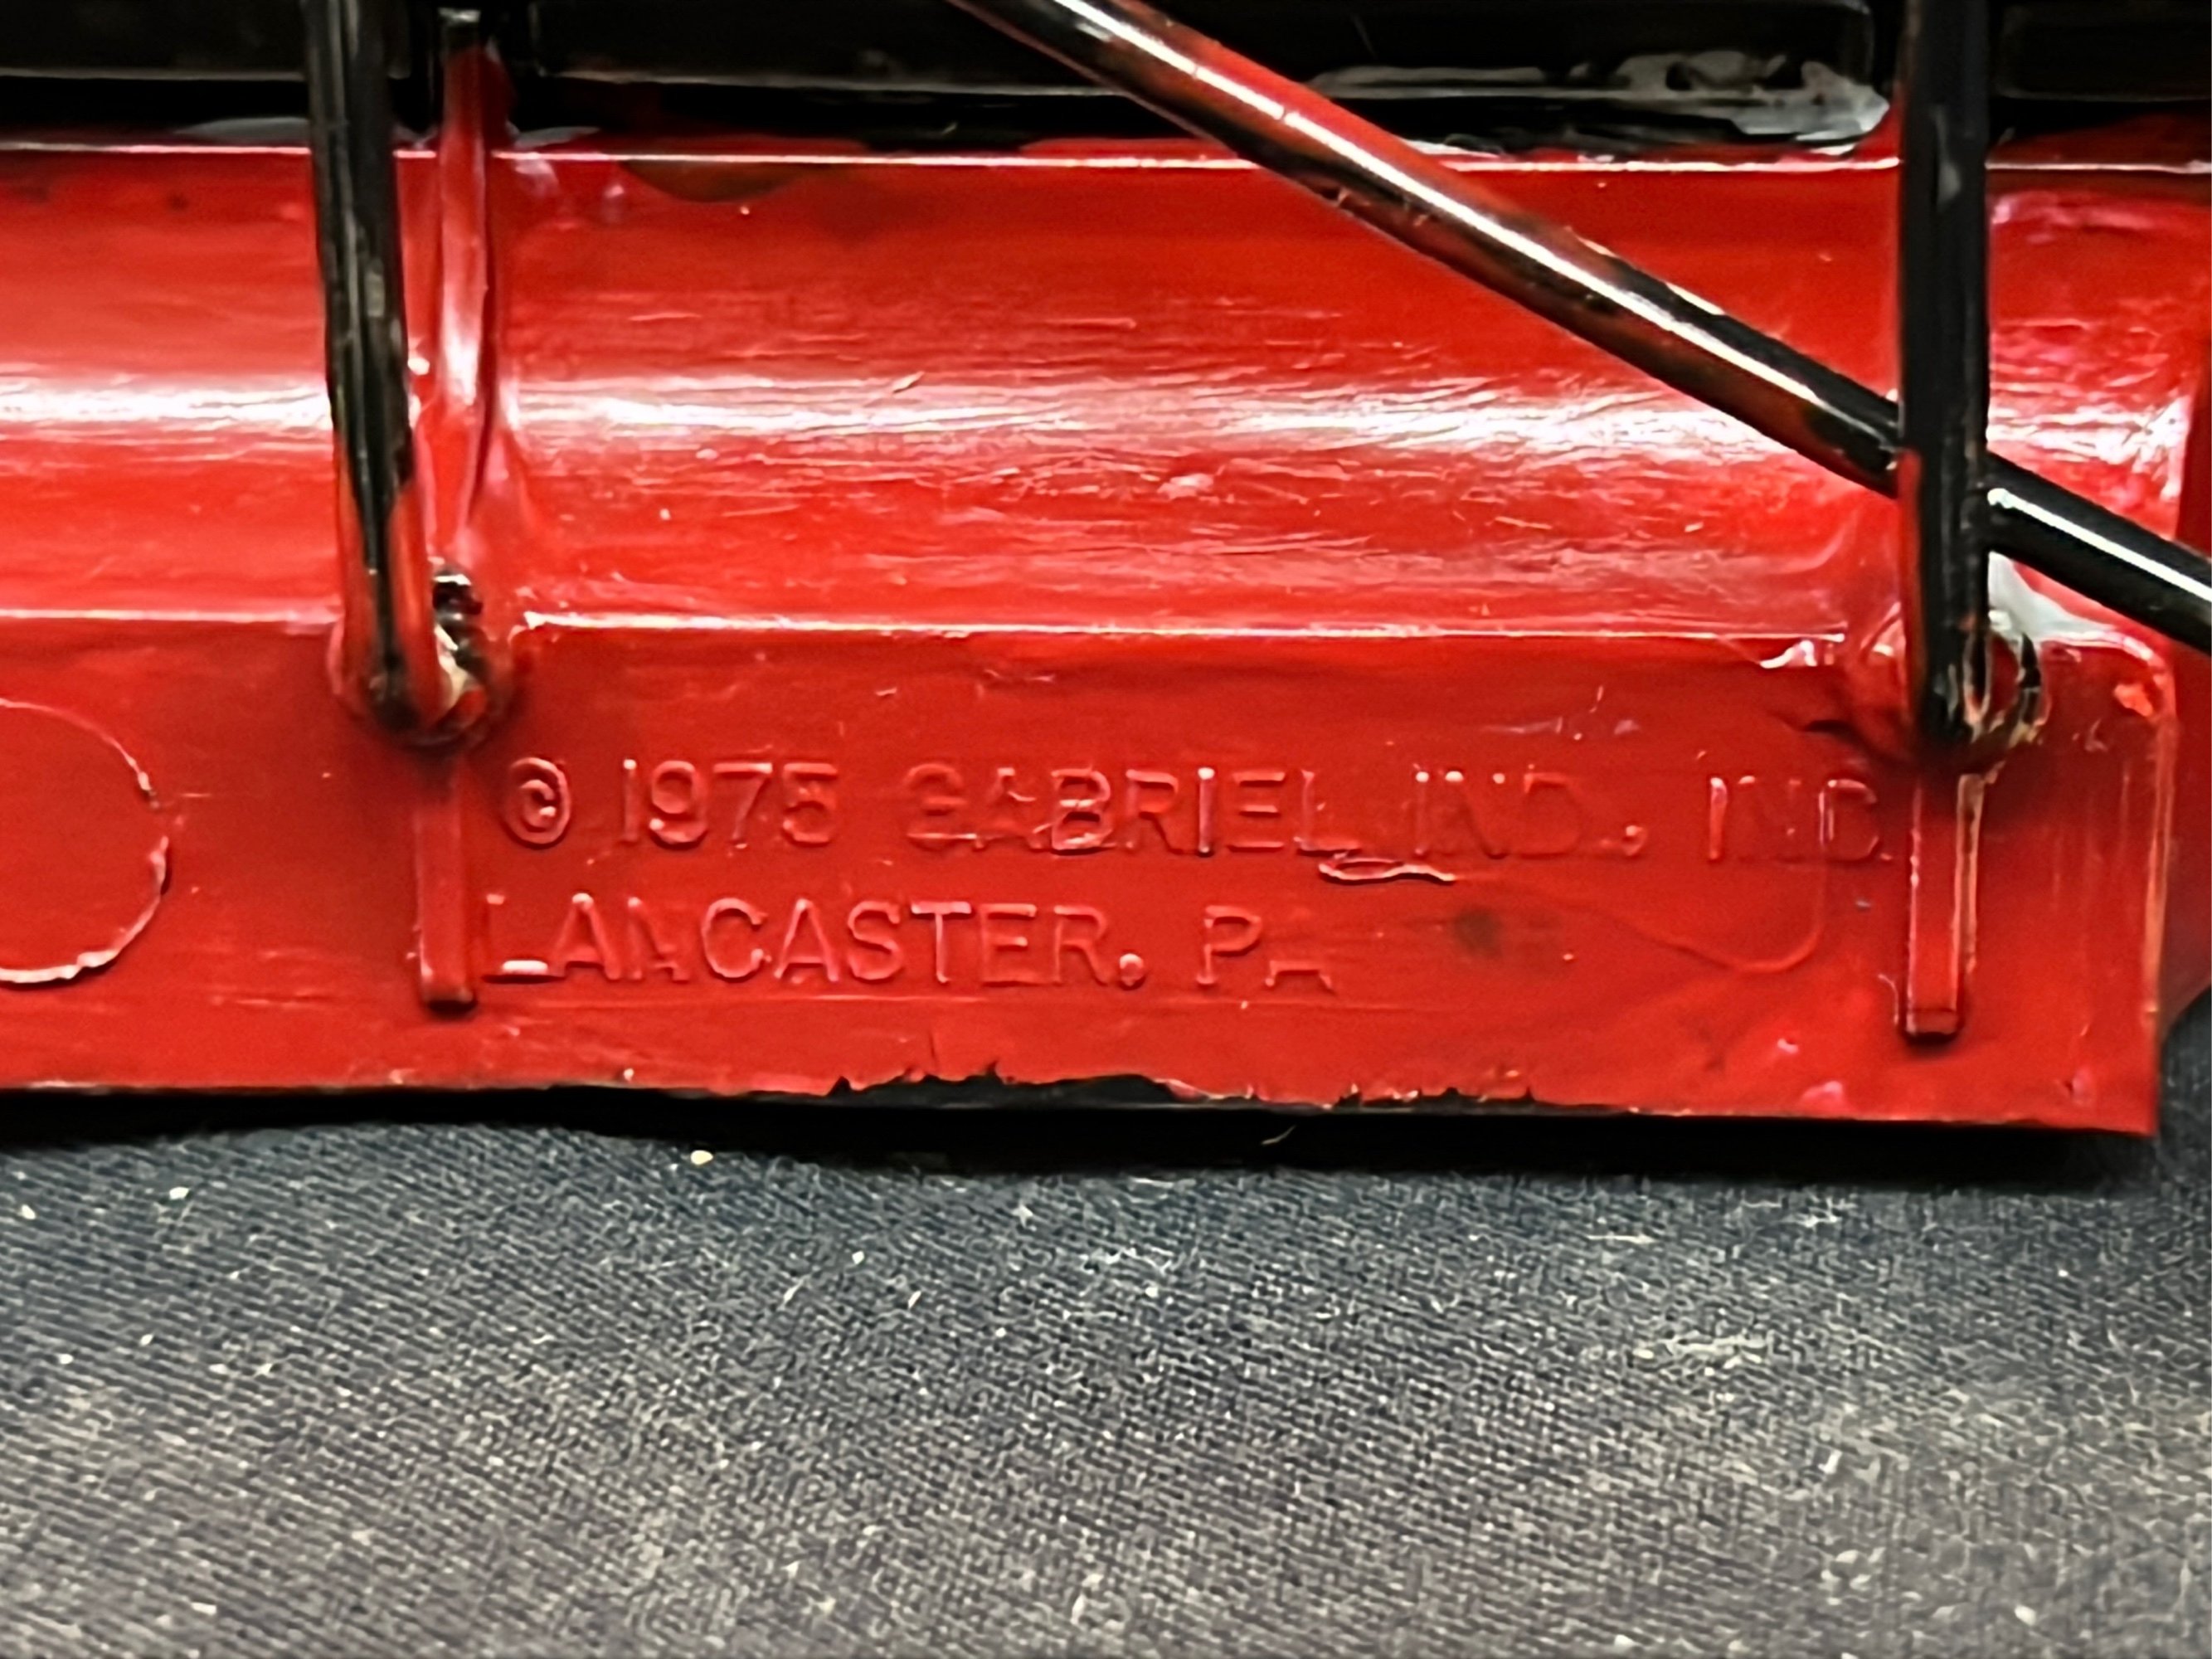 © 1975 GABRIEL IND., INC.
LANCASTER, PA